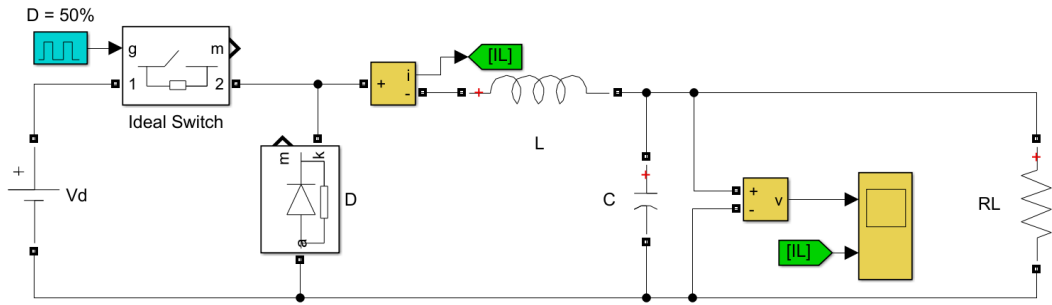 D = 50%
g
m
1
2
Ideal Switch
+
i
-
[IL]
+
L
+
Vd
m
k
a
D
+
C
+
-
v
[IL]
+
RL